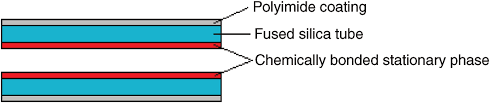 Polyimide coating
Fused silica tube
Chemically bonded stationary phase